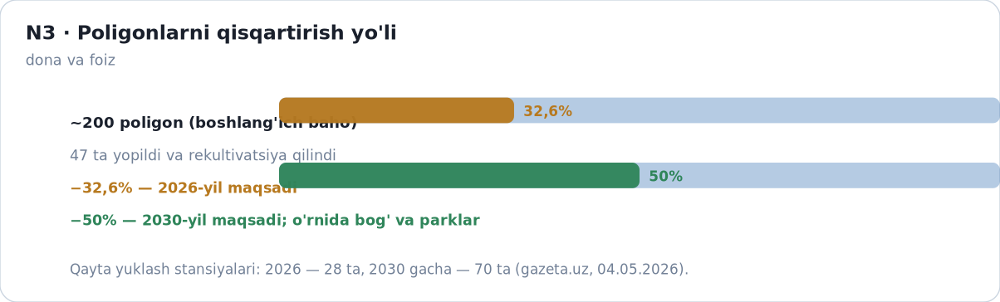 N3 · Poligonlarni qisqartirish yo'li
dona va foiz
32,6%
~200 poligon (boshlang'ich baho)
47 ta yopildi va rekultivatsiya qilindi
50%
−32,6% — 2026-yil maqsadi
−50% — 2030-yil maqsadi; o'rnida bog' va parklar
Qayta yuklash stansiyalari: 2026 — 28 ta, 2030 gacha — 70 ta (gazeta.uz, 04.05.2026).